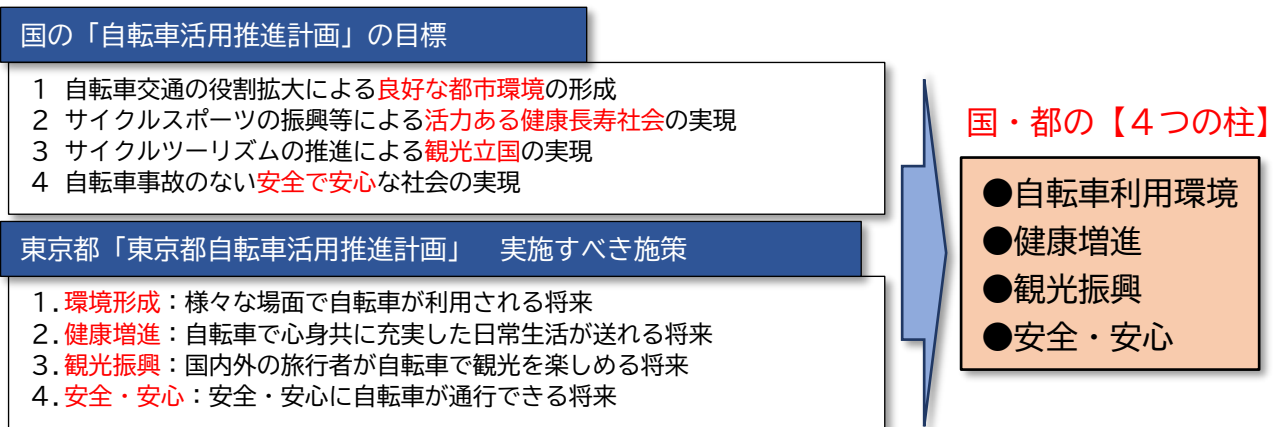 国の「自転車活用推進計画」の目標
１ 自転車交通の役割拡大による良好な都市環境の形成
２ サイクルスポーツの振興等による活力ある健康長寿社会の実現
３ サイクルツーリズムの推進による観光立国の実現
４ 自転車事故のない安全で安心な社会の実現
東京都「東京都自転車活用推進計画」　実施すべき施策
１.環境形成：様々な場面で自転車が利用される将来
２.健康増進：自転車で心身共に充実した日常生活が送れる将来
３.観光振興：国内外の旅行者が自転車で観光を楽しめる将来
４.安全・安心：安全・安心に自転車が通行できる将来
国・都の【４つの柱】
●自転車利用環境
●健康増進
●観光振興
●安全・安心